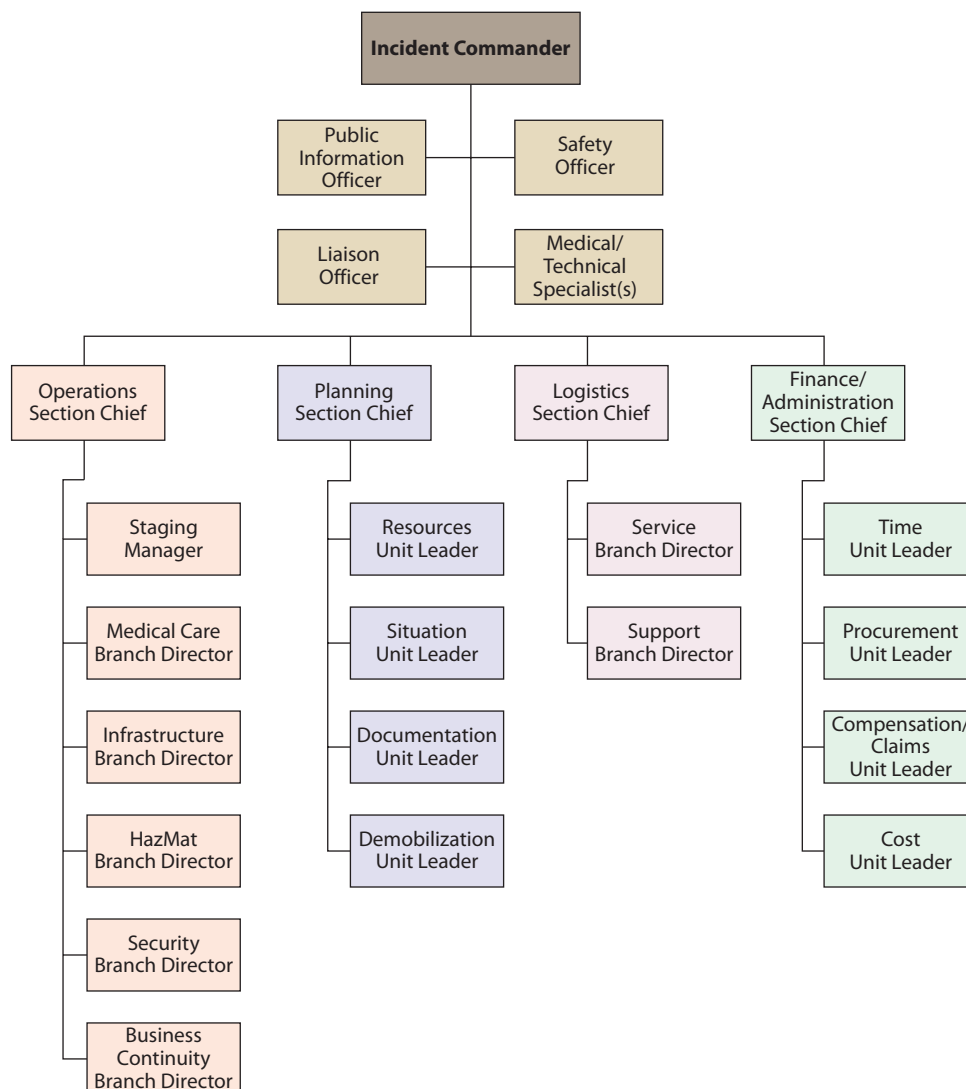 Incident Commander
Public
Information
Officer
Safety
Officer
Liaison
Officer
Medical/
Technical
Specialist(s)
Operations
Section Chief
Planning
Section Chief
Logistics
Section Chief
Finance/
Administration
Section Chief
Staging
Manager
Resources
Unit Leader
Service
Branch Director
Time
Unit Leader
Medical Care
Branch Director
Situation
Unit Leader
Support
Branch Director
Procurement
Unit Leader
Infrastructure
Branch Director
Documentation
Unit Leader
Compensation/
Claims
Unit Leader
HazMat
Branch Director
Demobilization
Unit Leader
Cost
Unit Leader
Security
Branch Director
Business
Continuity
Branch Director